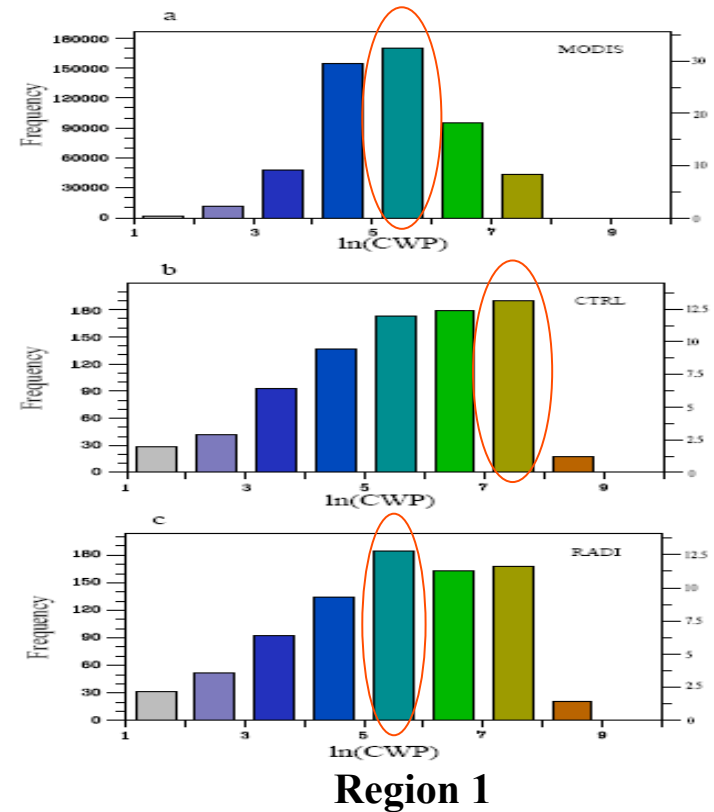 a
MODIS
Frequency
180000
150000
120000
90000
60000
30000
0
30
20
10
0
1 3 5 7 9
ln(CWP)
b
CTRL
Frequency
180
150
120
90
60
30
0
12.5
10
7.5
5
2.5
0
1 3 5 7 9
ln(CWP)
c
RADI
Frequency
180
150
120
90
60
30
0
12.5
10
7.5
5
2.5
0
1 3 5 7 9
ln(CWP)
Region 1